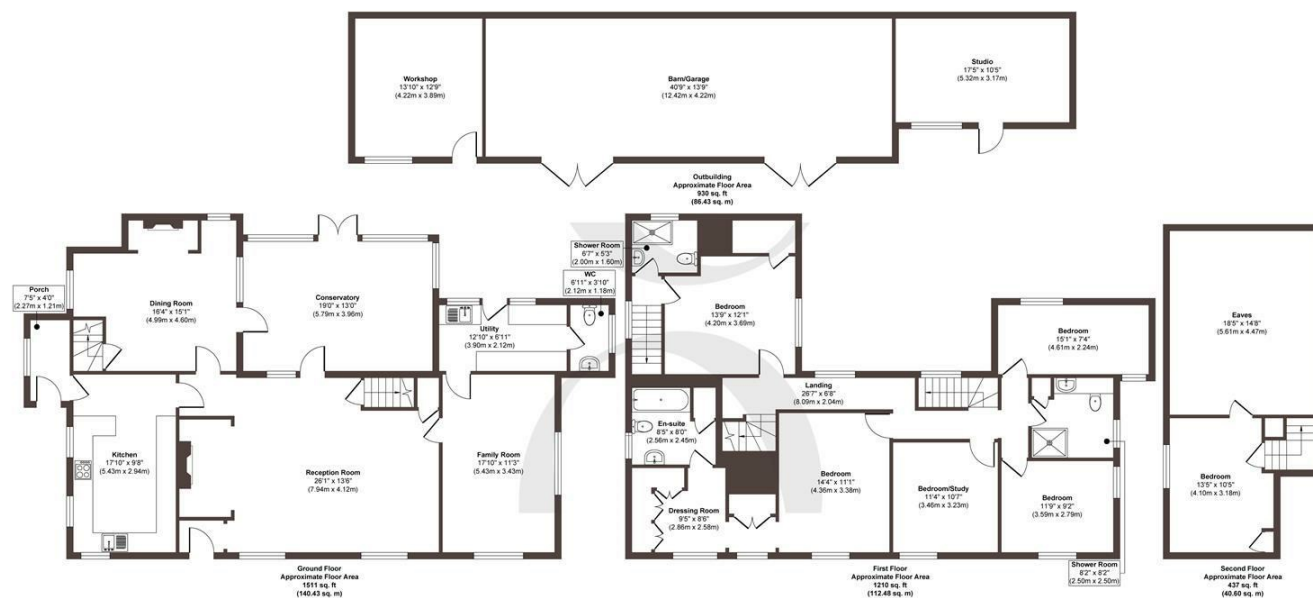 Workshop
13'10" x 12'9"
(4.22m x 3.89m)
Barn/Garage
40'9" x 13'9"
(12.42m x 4.22m)
Studio
17'5" x 10'5"
(5.32m x 3.17m)
Outbuilding
Approximate Floor Area
930 sq. ft
(86.43 sq. m)
Porch
7'5" x 4'0"
(2.27m x 1.21m)
Dining Room
16'4" x 15'1"
(4.99m x 4.60m)
Conservatory
19'0" x 13'0"
(5.79m x 3.96m)
Utility
12'10" x 6'11"
(3.90m x 2.12m)
WC
6'11" x 3'10"
(2.12m x 1.18m)
Kitchen
17'10" x 9'8"
(5.43m x 2.94m)
Reception Room
26'1" x 13'6"
(7.94m x 4.12m)
Family Room
17'10" x 11'3"
(5.43m x 3.43m)
Ground Floor
Approximate Floor Area
1511 sq. ft
(140.43 sq. m)
Shower Room
6'7" x 5'3"
(2.00m x 1.60m)
Bedroom
13'9" x 12'1"
(4.20m x 3.69m)
Bedroom
15'1" x 7'4"
(4.61m x 2.24m)
Landing
26'7" x 6'8"
(8.09m x 2.04m)
En-suite
8'5" x 8'0"
(2.56m x 2.45m)
Dressing Room
9'5" x 8'6"
(2.86m x 2.58m)
Bedroom
14'4" x 11'1"
(4.36m x 3.38m)
Bedroom/Study
11'4" x 10'7"
(3.46m x 3.23m)
Bedroom
11'9" x 9'2"
(3.59m x 2.79m)
Shower Room
8'2" x 8'2"
(2.50m x 2.50m)
First Floor
Approximate Floor Area
1210 sq. ft
(112.48 sq. m)
Eaves
18'5" x 14'8"
(5.61m x 4.47m)
Bedroom
13'5" x 10'5"
(4.10m x 3.18m)
Second Floor
Approximate Floor Area
437 sq. ft
(40.60 sq. m)